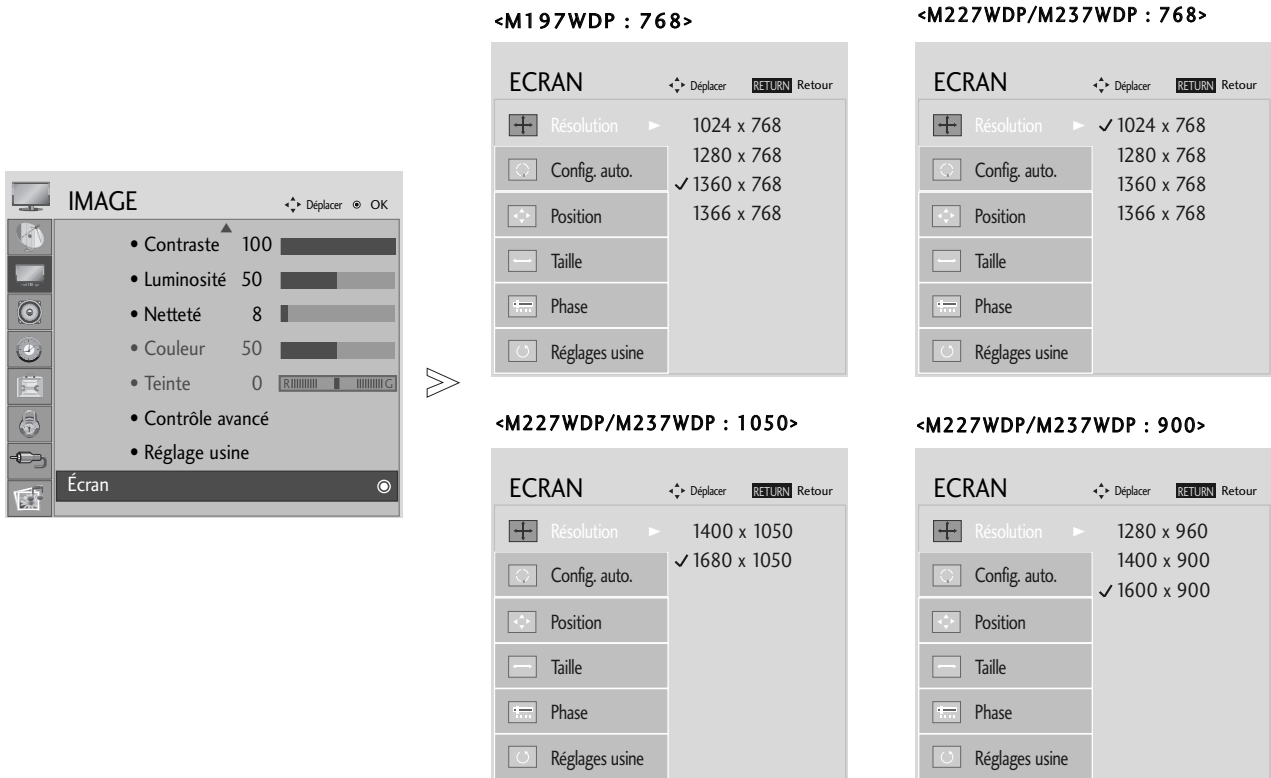 IMAGE
Déplacer OK
• Contraste 100
• Luminosité 50
• Netteté 8
• Couleur 50
• Teinte 0 R G
• Contrôle avancé
• Réglage usine
Écran
<M197WDP : 768>
ECRAN Déplacer RETURN Retour
Résolution
Config. auto.
Position
Taille
Phase
Réglages usine
1024 x 768
1280 x 768
✓ 1360 x 768
1366 x 768
<M227WDP/M237WDP : 768>
ECRAN Déplacer RETURN Retour
Résolution
Config. auto.
Position
Taille
Phase
Réglages usine
✓ 1024 x 768
1280 x 768
1360 x 768
1366 x 768
<M227WDP/M237WDP : 1050>
ECRAN Déplacer RETURN Retour
Résolution
Config. auto.
Position
Taille
Phase
Réglages usine
1400 x 1050
✓ 1680 x 1050
<M227WDP/M237WDP : 900>
ECRAN Déplacer RETURN Retour
Résolution
Config. auto.
Position
Taille
Phase
Réglages usine
1280 x 960
1400 x 900
✓ 1600 x 900